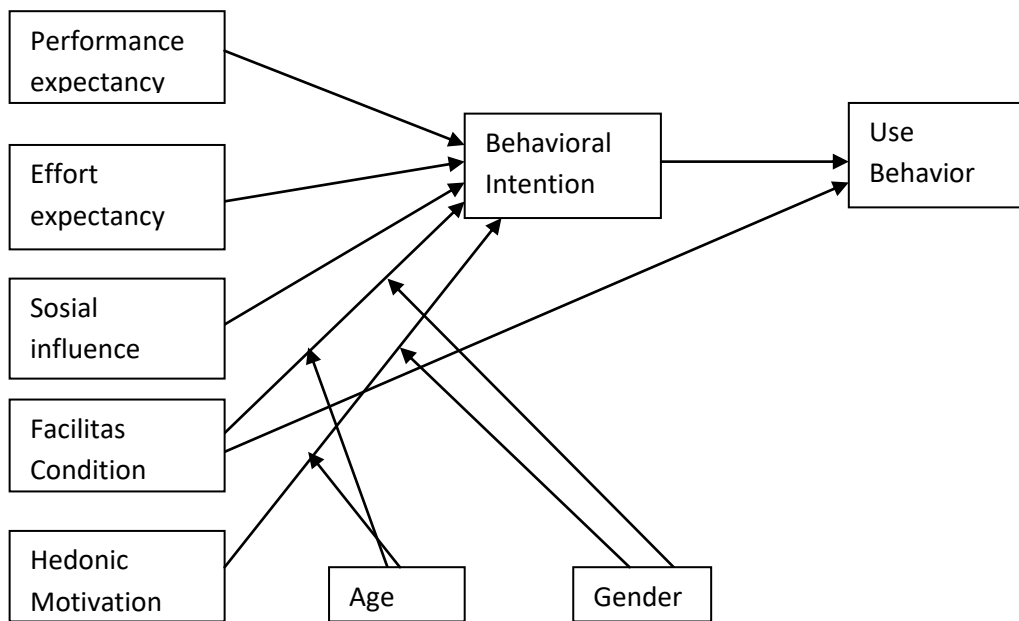 Performance
expectancy
Effort
expectancy
Sosial
influence
Facilitas
Condition
Hedonic
Motivation
Behavioral
Intention
Use
Behavior
Age
Gender